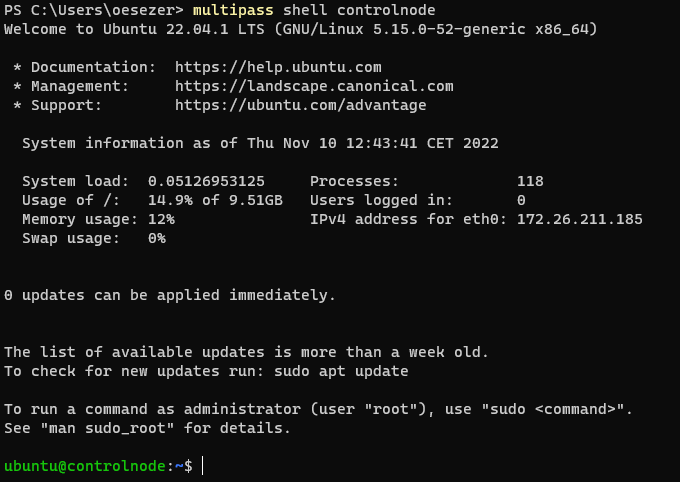 PS C:\Users\oesezer> multipass shell controlnode
Welcome to Ubuntu 22.04.1 LTS (GNU/Linux 5.15.0-52-generic x86_64)
* Documentation: https://help.ubuntu.com
* Management: https://landscape.canonical.com
* Support: https://ubuntu.com/advantage
System information as of Thu Nov 10 12:43:41 CET 2022
System load: 0.05126953125 Processes: 118
Usage of /: 14.9% of 9.51GB Users logged in: 0
Memory usage: 12% IPv4 address for eth0: 172.26.211.185
Swap usage: 0%
0 updates can be applied immediately.
The list of available updates is more than a week old.
To check for new updates run: sudo apt update
To run a command as administrator (user "root"), use "sudo <command>".
See "man sudo_root" for details.
ubuntu@controlnode:~$